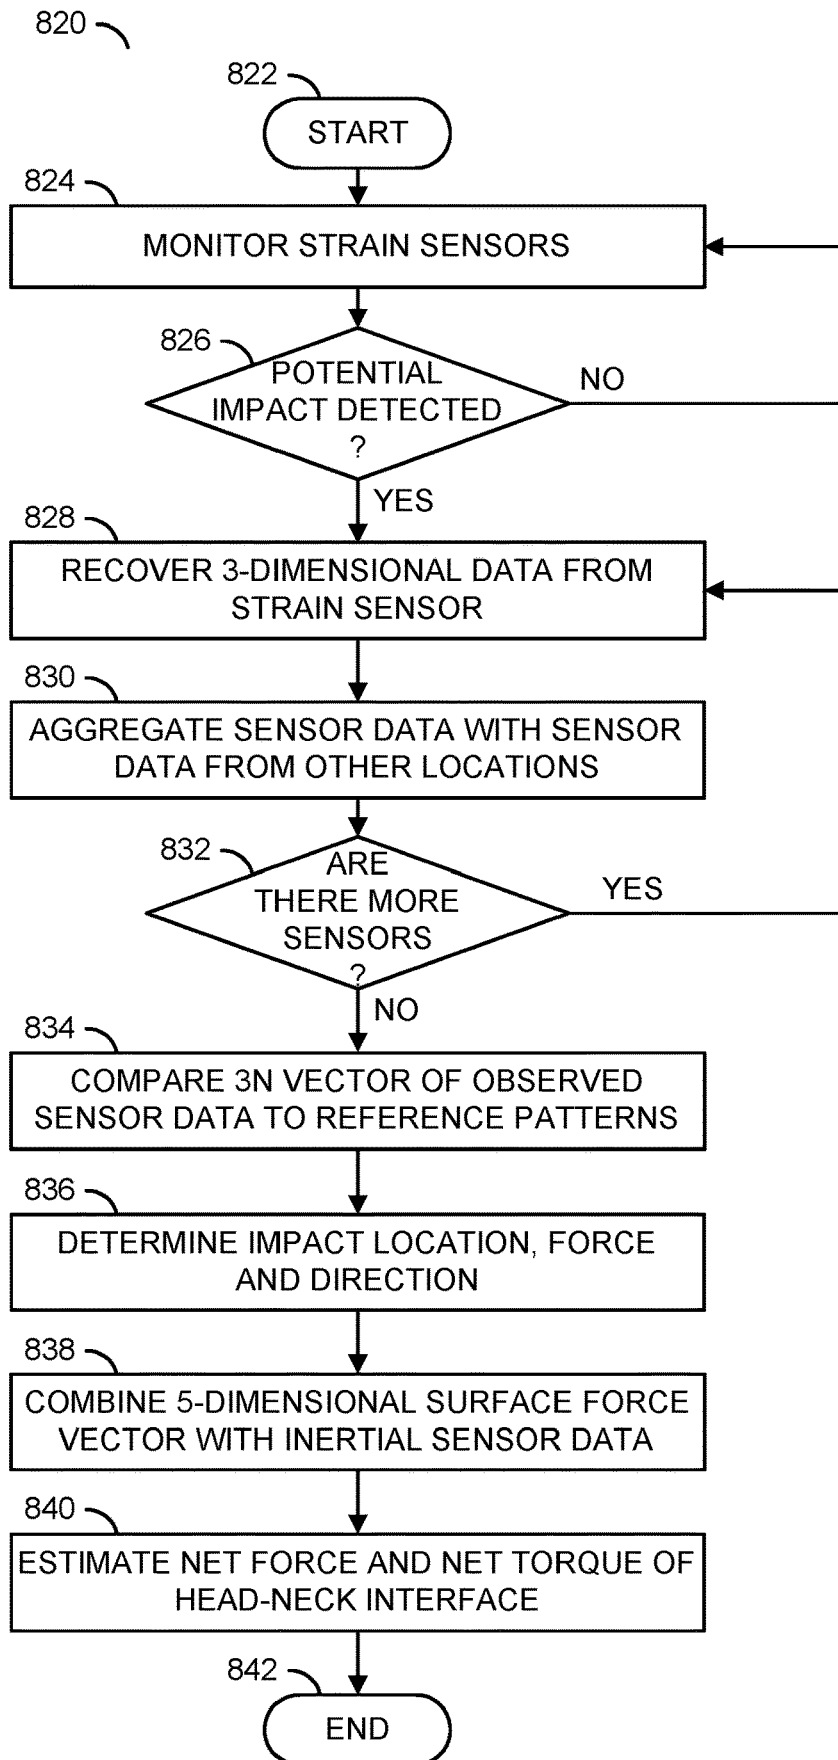 820
822
START
824
MONITOR STRAIN SENSORS
826
POTENTIAL
IMPACT DETECTED
?
NO
YES
828
RECOVER 3-DIMENSIONAL DATA FROM
STRAIN SENSOR
830
AGGREGATE SENSOR DATA WITH SENSOR
DATA FROM OTHER LOCATIONS
832
ARE
THERE MORE
SENSORS
?
YES
NO
834
COMPARE 3N VECTOR OF OBSERVED
SENSOR DATA TO REFERENCE PATTERNS
836
DETERMINE IMPACT LOCATION, FORCE
AND DIRECTION
838
COMBINE 5-DIMENSIONAL SURFACE FORCE
VECTOR WITH INERTIAL SENSOR DATA
840
ESTIMATE NET FORCE AND NET TORQUE OF
HEAD-NECK INTERFACE
842
END